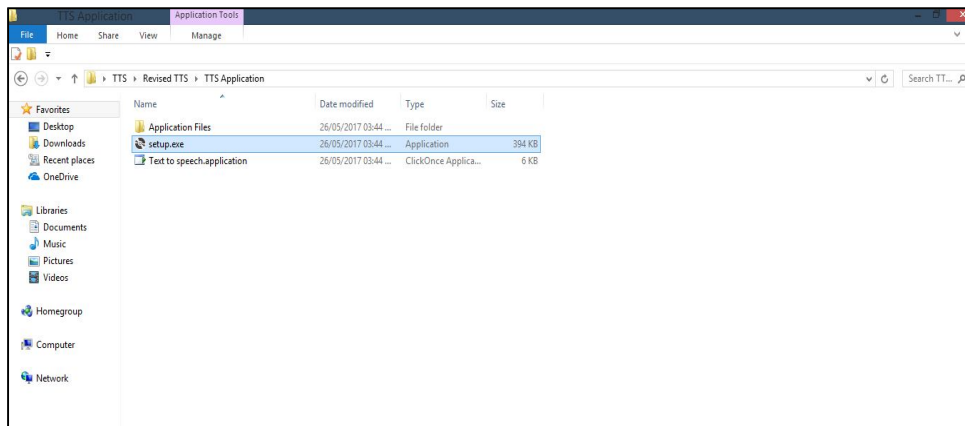 TTS Application
Application Tools
File Home Share View Manage
TTS Revised TTS TTS Application
Search TT...
Name Date modified Type Size
Application Files 26/05/2017 03:44 ... File folder
setup.exe 26/05/2017 03:44 ... Application 394 KB
Text to speech.application 26/05/2017 03:44 ... ClickOnce Applica... 6 KB
Favorites
Desktop
Downloads
Recent places
OneDrive
Libraries
Documents
Music
Pictures
Videos
Homegroup
Computer
Network